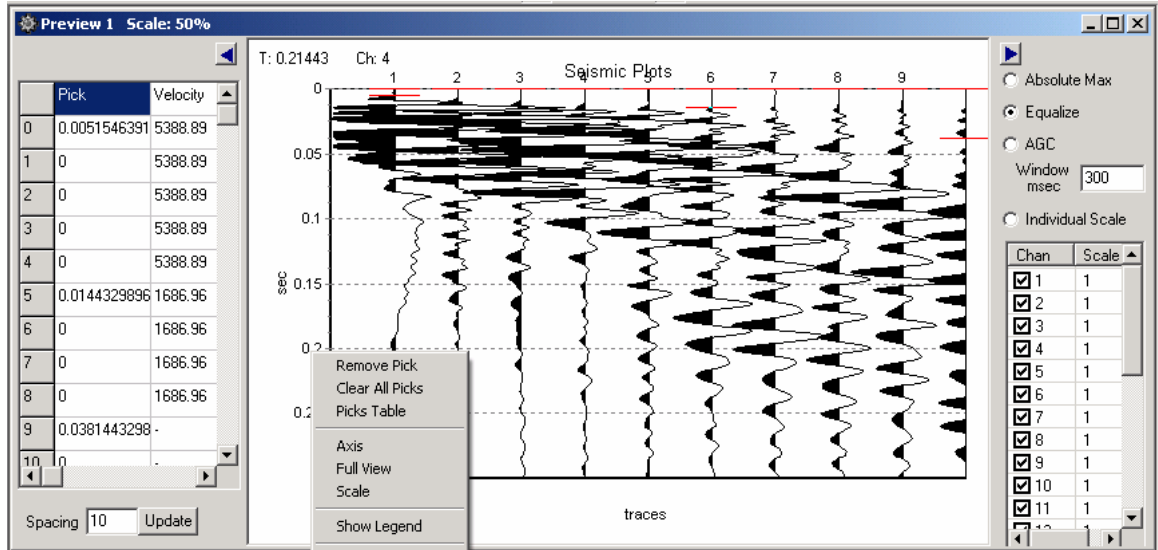 Preview 1 Scale: 50%
Pick Velocity
0 0.0051546391 5388.89
1 0 5388.89
2 0 5388.89
3 0 5388.89
4 0 5388.89
5 0.0144329896 1686.96
6 0 1686.96
7 0 1686.96
8 0 1686.96
9 0.0381443298 -
10 0 -
Spacing 10 Update
T: 0.21443 Ch: 4
Seismic Plots
1 2 3 4 5 6 7 8 9
0
0.05
0.1
0.15
0.2
sec
traces
Remove Pick
Clear All Picks
Picks Table
Axis
Full View
Scale
Show Legend
Absolute Max
Equalize
AGC
Window
msec
300
Individual Scale
Chan Scale
1 1
2 1
3 1
4 1
5 1
6 1
7 1
8 1
9 1
10 1
11 1
12 1